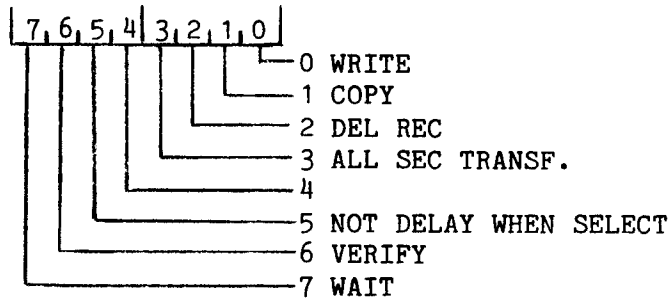 7 6 5 4 3 2 1 0
0 WRITE
1 COPY
2 DEL REC
3 ALL SEC TRANSF.
4
5 NOT DELAY WHEN SELECT
6 VERIFY
7 WAIT